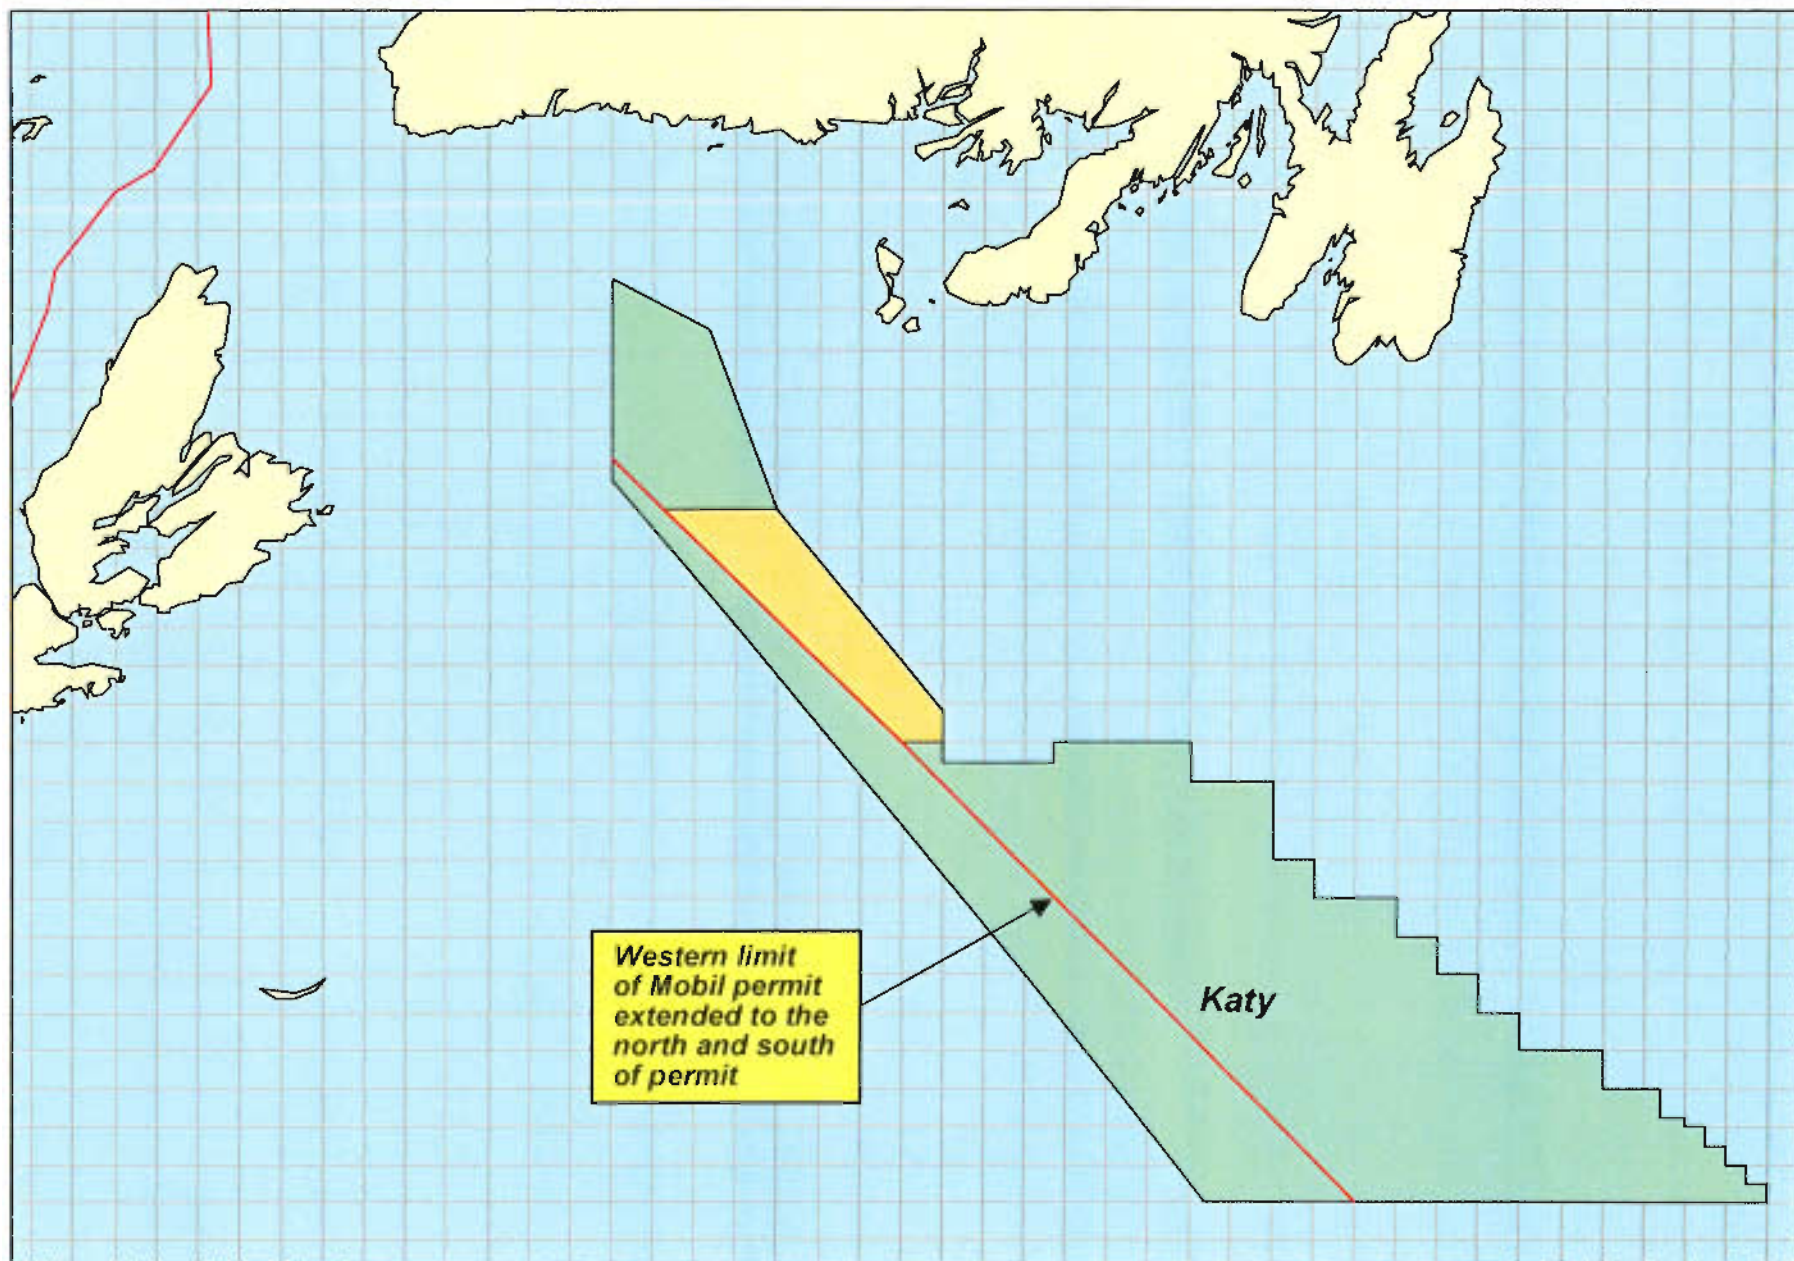 Western limit
of Mobil permit
extended to the
north and south
of permit
Katy